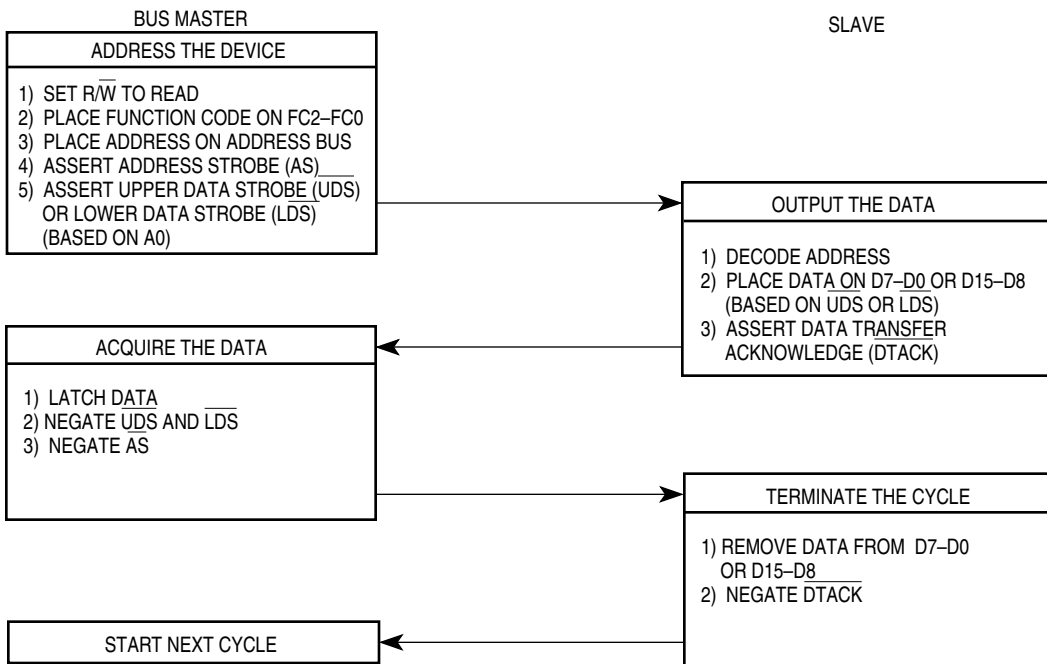 BUS MASTER
SLAVE
ADDRESS THE DEVICE
1) SET R/W̅ TO READ
2) PLACE FUNCTION CODE ON FC2–FC0
3) PLACE ADDRESS ON ADDRESS BUS
4) ASSERT ADDRESS STROBE (AS)
5) ASSERT UPPER DATA STROBE (UDS)
OR LOWER DATA STROBE (LDS)
(BASED ON A0)
OUTPUT THE DATA
1) DECODE ADDRESS
2) PLACE DATA ON D7–D0 OR D15–D8
(BASED ON UDS OR LDS)
3) ASSERT DATA TRANSFER
ACKNOWLEDGE (DTACK)
ACQUIRE THE DATA
1) LATCH DATA
2) NEGATE UDS AND LDS
3) NEGATE AS
TERMINATE THE CYCLE
1) REMOVE DATA FROM D7–D0
OR D15–D8
2) NEGATE DTACK
START NEXT CYCLE